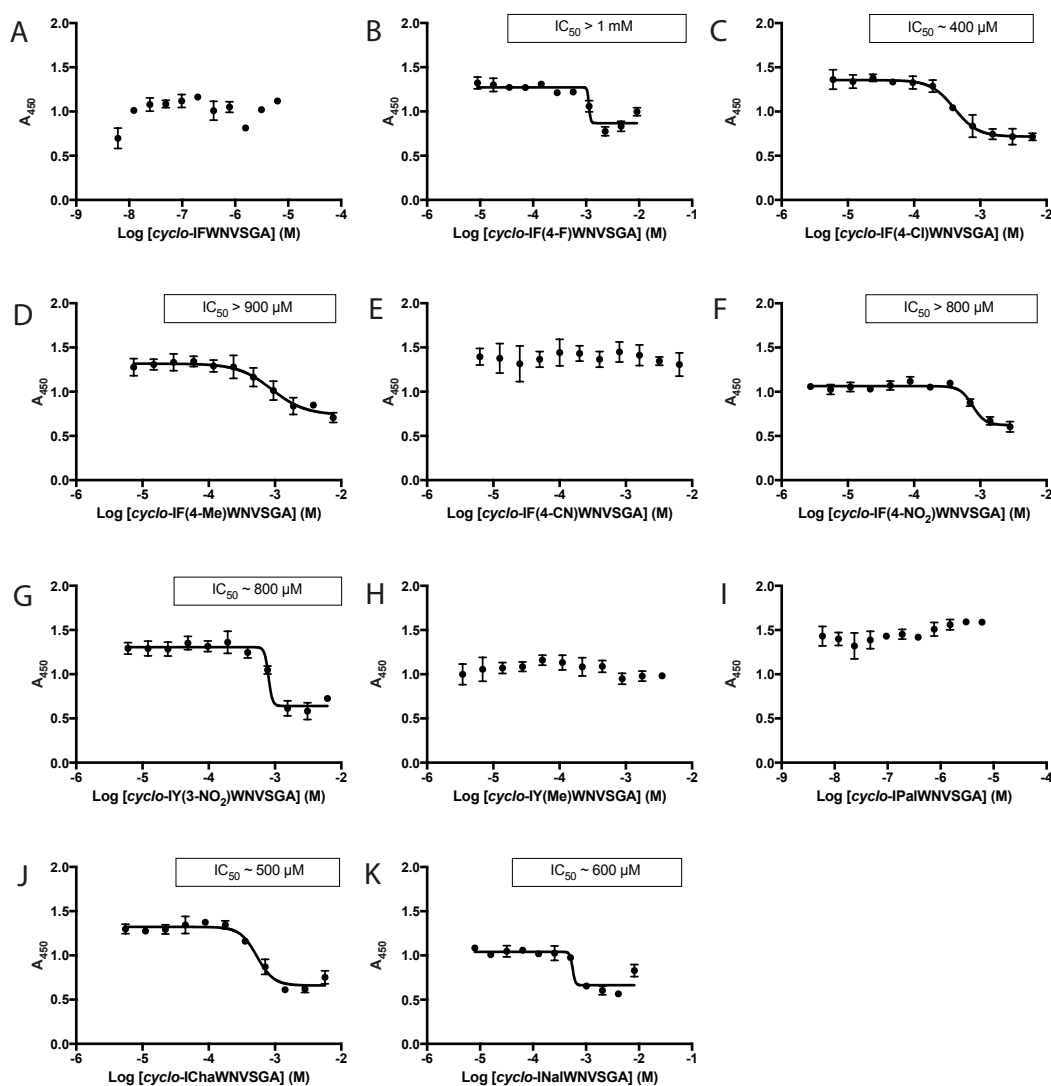 A
2.0
1.5
1.0
0.5
0.0
A450
-9
-8
-7
-6
-5
-4
Log [cyclo-IFWNVSGA] (M)
B
IC50 > 1 mM
2.0
1.5
1.0
0.5
0.0
A450
-6
-5
-4
-3
-2
-1
Log [cyclo-IF(4-F)WNVSGA] (M)
C
IC50 ~ 400 µM
2.0
1.5
1.0
0.5
0.0
A450
-6
-5
-4
-3
-2
Log [cyclo-IF(4-Cl)WNVSGA] (M)
D
IC50 > 900 µM
2.0
1.5
1.0
0.5
0.0
A450
-6
-5
-4
-3
-2
Log [cyclo-IF(4-Me)WNVSGA] (M)
E
2.0
1.5
1.0
0.5
0.0
A450
-6
-5
-4
-3
-2
Log [cyclo-IF(4-CN)WNVSGA] (M)
F
IC50 > 800 µM
2.0
1.5
1.0
0.5
0.0
A450
-6
-5
-4
-3
-2
Log [cyclo-IF(4-NO2)WNVSGA] (M)
G
IC50 ~ 800 µM
2.0
1.5
1.0
0.5
0.0
A450
-6
-5
-4
-3
-2
Log [cyclo-IY(3-NO2)WNVSGA] (M)
H
2.0
1.5
1.0
0.5
0.0
A450
-6
-5
-4
-3
-2
Log [cyclo-IY(Me)WNVSGA] (M)
I
2.0
1.5
1.0
0.5
0.0
A450
-9
-8
-7
-6
-5
-4
Log [cyclo-IPalWNVSGA] (M)
J
IC50 ~ 500 µM
2.0
1.5
1.0
0.5
0.0
A450
-6
-5
-4
-3
-2
Log [cyclo-IChaWNVSGA] (M)
K
IC50 ~ 600 µM
2.0
1.5
1.0
0.5
0.0
A450
-6
-5
-4
-3
-2
-1
Log [cyclo-INalWNVSGA] (M)